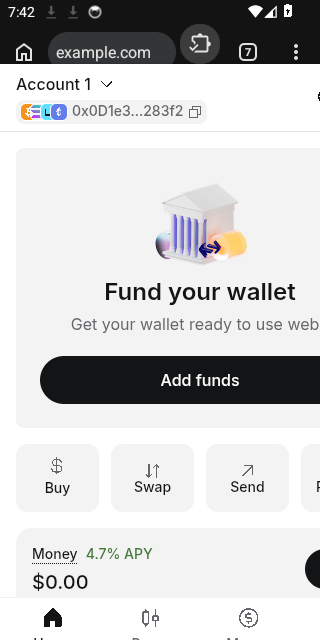 7:42
example.com
7
Account 1
0x0D1e3...283f2
Fund your wallet
Get your wallet ready to use web
Add funds
Buy
Swap
Send
Money 4.7% APY
$0.00